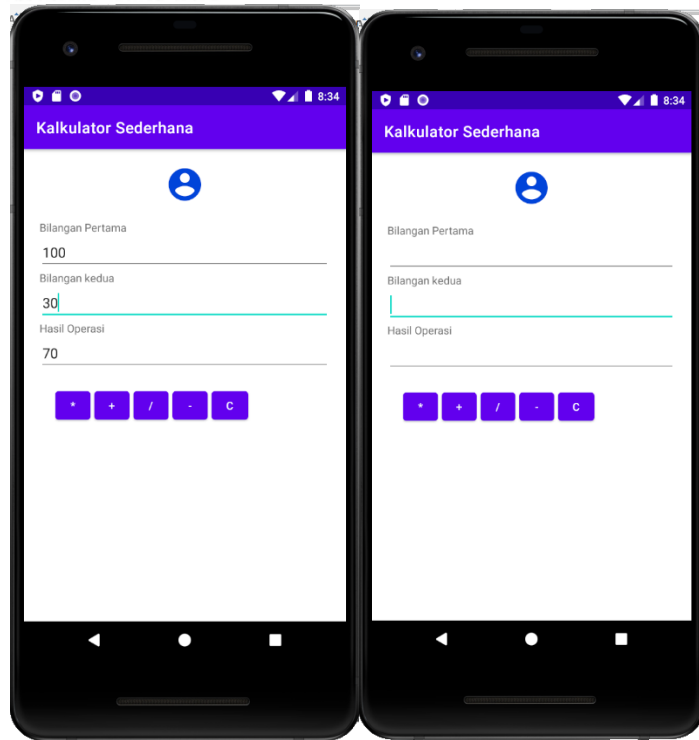 8:34
Kalkulator Sederhana
Bilangan Pertama
100
Bilangan kedua
30
Hasil Operasi
70
* + / - C
8:34
Kalkulator Sederhana
Bilangan Pertama
Bilangan kedua
Hasil Operasi
* + / - C